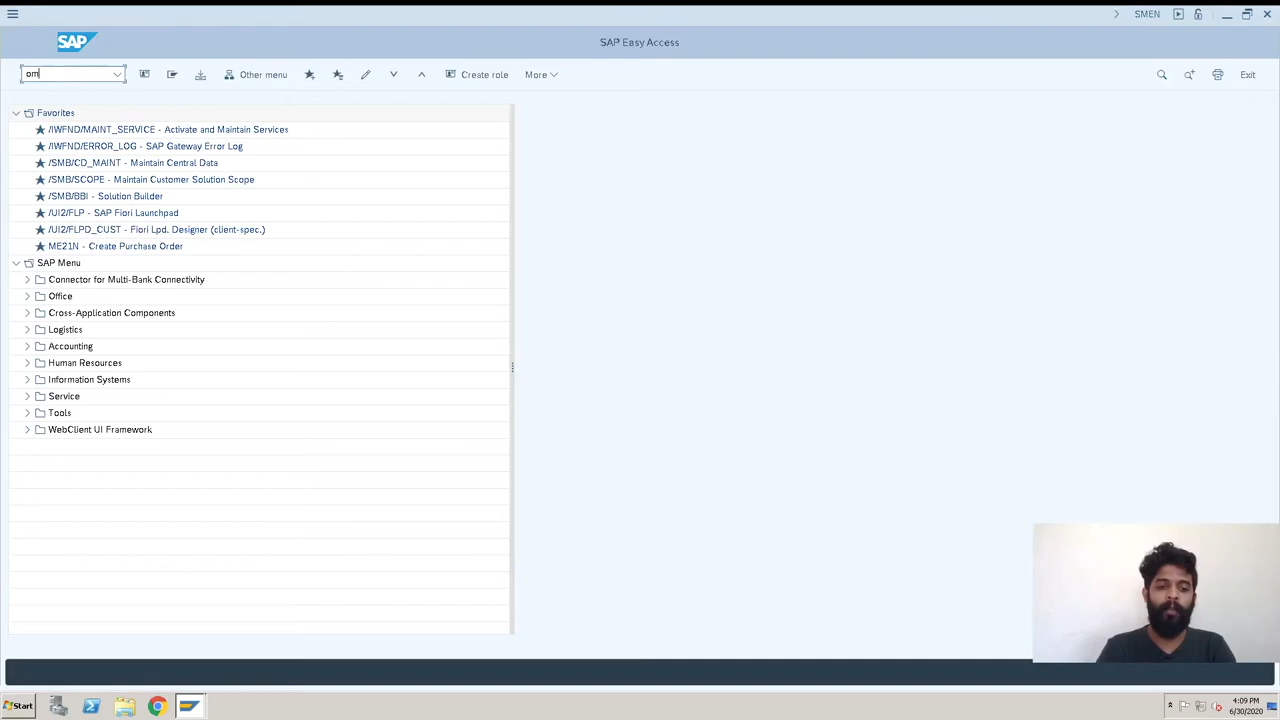 SMEN
SAP
SAP Easy Access
om
Other menu
Create role
More
Exit
Favorites
/IWFND/MAINT_SERVICE - Activate and Maintain Services
/IWFND/ERROR_LOG - SAP Gateway Error Log
/SMB/CD_MAINT - Maintain Central Data
/SMB/SCOPE - Maintain Customer Solution Scope
/SMB/BBI - Solution Builder
/UI2/FLP - SAP Fiori Launchpad
/UI2/FLPD_CUST - Fiori Lpd. Designer (client-spec.)
ME21N - Create Purchase Order
SAP Menu
Connector for Multi-Bank Connectivity
Office
Cross-Application Components
Logistics
Accounting
Human Resources
Information Systems
Service
Tools
WebClient UI Framework
Start
4:09 PM
6/30/2020